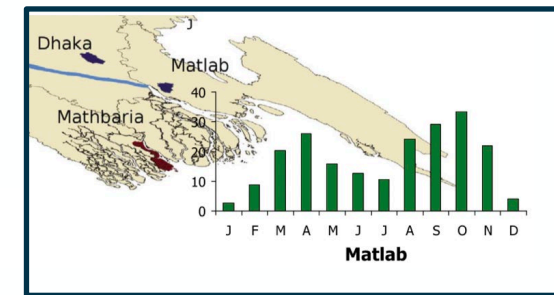 J
Dhaka
Matlab
Mathbaria
40
30
20
10
0
J F M A M J J A S O N D
Matlab